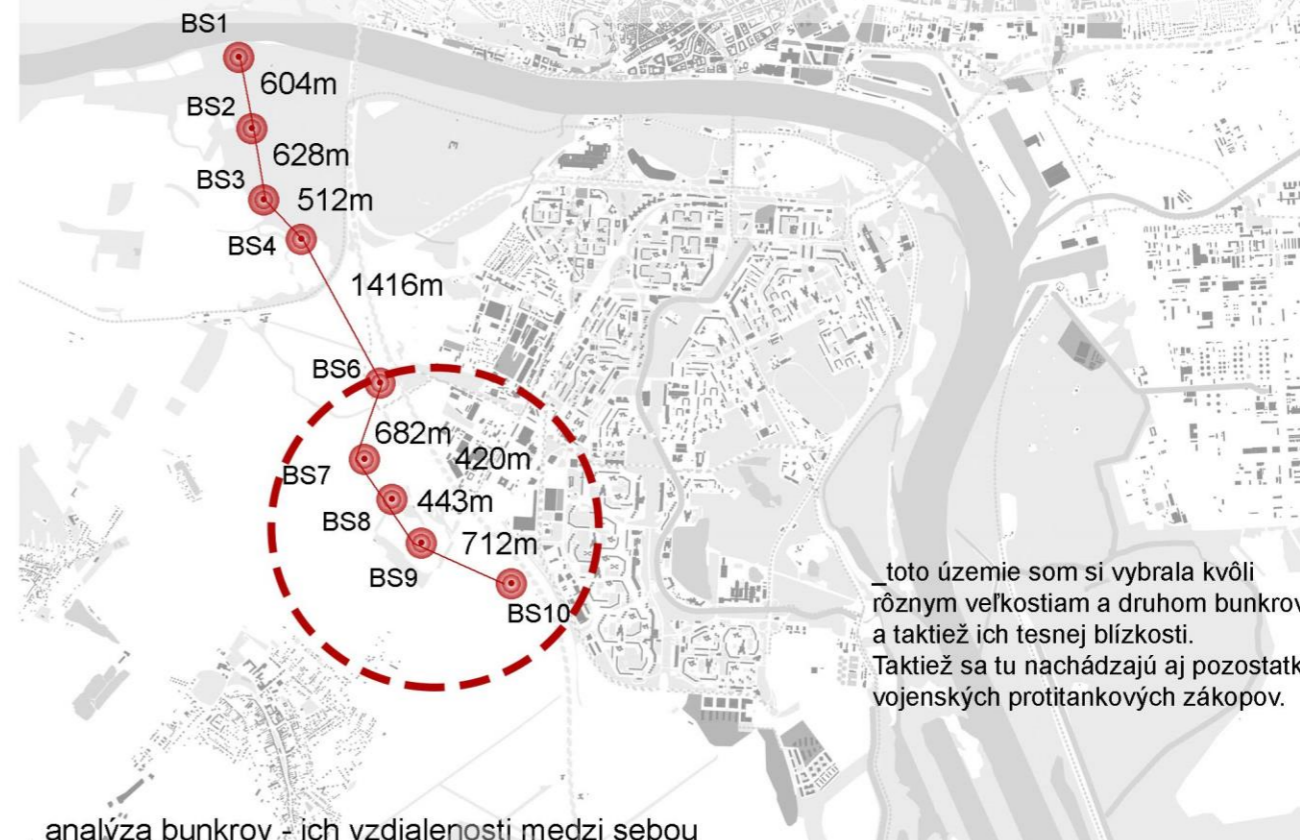 BS1
604m
BS2
628m
BS3
512m
BS4
1416m
BS6
682m
420m
BS7
443m
BS8
712m
BS9
BS10
_toto územie som si vybrala kvôli
rôznym veľkostiam a druhom bunkrov
a taktiež ich tesnej blízkosti.
Taktiež sa tu nachádzajú aj pozostatk
vojenských protitankových zákopov.
analýza bunkrov - ich vzdialenosti medzi sebou